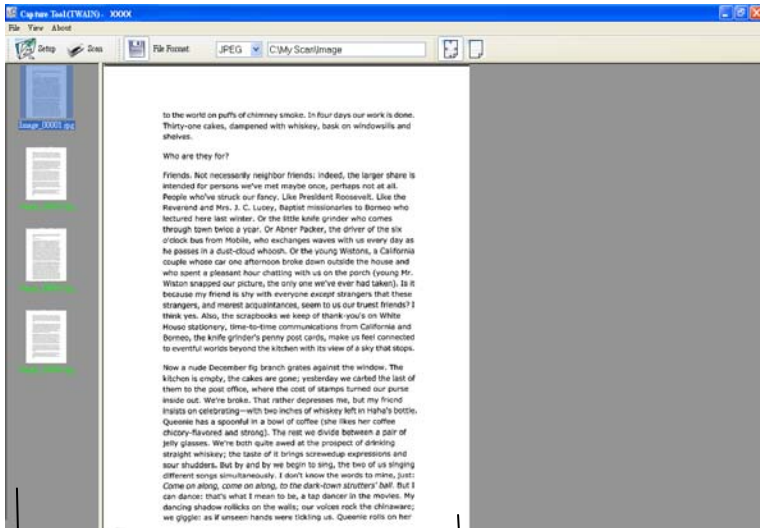 Capture Tool(TWAIN) - XXXX
File View About
Setup Scan File Format: JPEG C:\My Scan\Image
Image_00001.jpg
to the world on puffs of chimney smoke. In four days our work is done.
Thirty-one cakes, dampened with whiskey, bask on windowsills and
shelves.
Who are they for?
Friends. Not necessarily neighbor friends: indeed, the larger share is
intended for persons we've met maybe once, perhaps not at all.
People who've struck our fancy. Like President Roosevelt. Like the
Reverend and Mrs. J. C. Lucey, Baptist missionaries to Borneo who
lectured here last winter. Or the little knife grinder who comes
through town twice a year. Or Abner Packer, the driver of the six
o'clock bus from Mobile, who exchanges waves with us every day as
he passes in a dust-cloud whoosh. Or the young Wistons, a California
couple whose car one afternoon broke down outside the house and
who spent a pleasant hour chatting with us on the porch (young Mr.
Wiston snapped our picture, the only one we've ever had taken). Is it
because my friend is shy with everyone except strangers that these
strangers, and merest acquaintances, seem to us our truest friends? I
think yes. Also, the scrapbooks we keep of thank-you's on White
House stationery, time-to-time communications from California and
Borneo, the knife grinder's penny post cards, make us feel connected
to eventful worlds beyond the kitchen with its view of a sky that stops.
Now a nude December fig branch grates against the window. The
kitchen is empty, the cakes are gone; yesterday we carted the last of
them to the post office, where the cost of stamps turned our purse
inside out. We're broke. That rather depresses me, but my friend
insists on celebrating—with two inches of whiskey left in Haha's bottle.
Queenie has a spoonful in a bowl of coffee (she likes her coffee
chicory-flavored and strong). The rest we divide between a pair of
jelly glasses. We're both quite awed at the prospect of drinking
straight whiskey; the taste of it brings screwedup expressions and
sour shudders. But by and by we begin to sing, the two of us singing
different songs simultaneously. I don't know the words to mine, just:
Come on along, come on along, to the dark-town strutters' ball. But I
can dance: that's what I mean to be, a tap dancer in the movies. My
dancing shadow rollicks on the walls; our voices rock the chinaware;
we giggle: as if unseen hands were tickling us. Queenie rolls on her